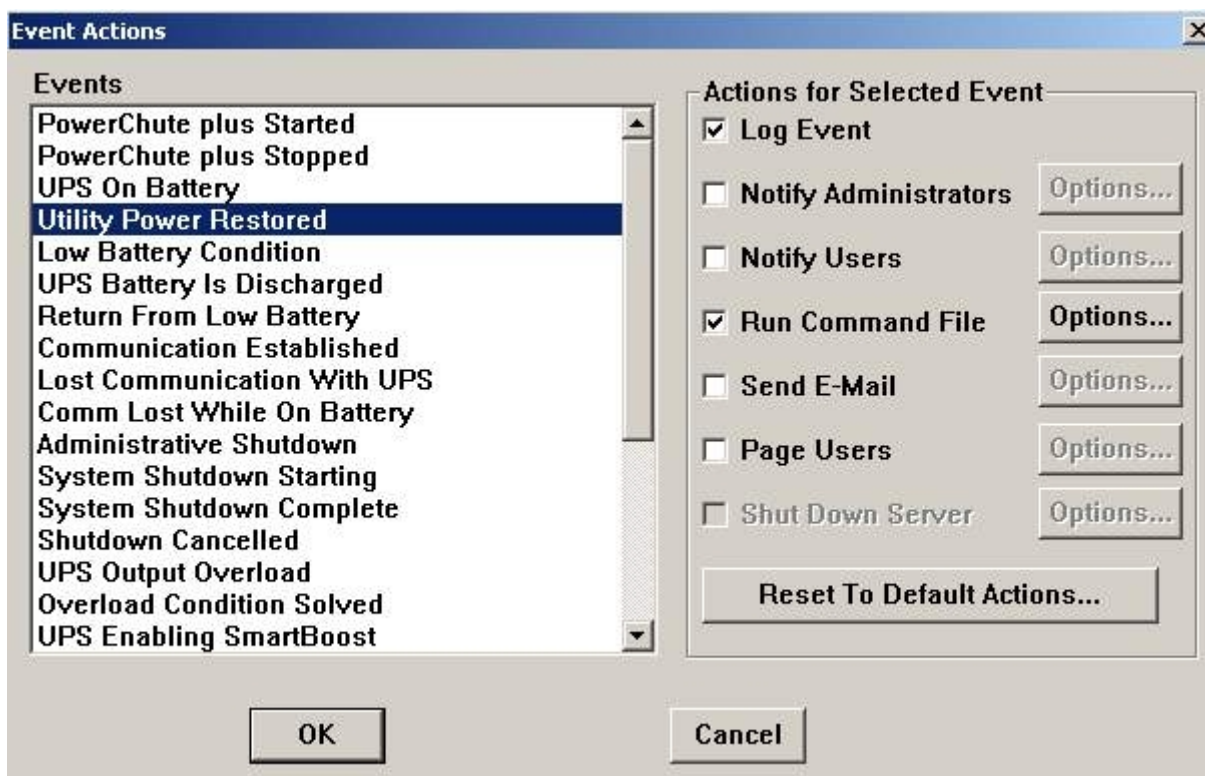 Event Actions
Events
PowerChute plus Started
PowerChute plus Stopped
UPS On Battery
Utility Power Restored
Low Battery Condition
UPS Battery Is Discharged
Return From Low Battery
Communication Established
Lost Communication With UPS
Comm Lost While On Battery
Administrative Shutdown
System Shutdown Starting
System Shutdown Complete
Shutdown Cancelled
UPS Output Overload
Overload Condition Solved
UPS Enabling SmartBoost
Actions for Selected Event
Log Event
Notify Administrators Options...
Notify Users Options...
Run Command File Options...
Send E-Mail Options...
Page Users Options...
Shut Down Server Options...
Reset To Default Actions...
OK Cancel